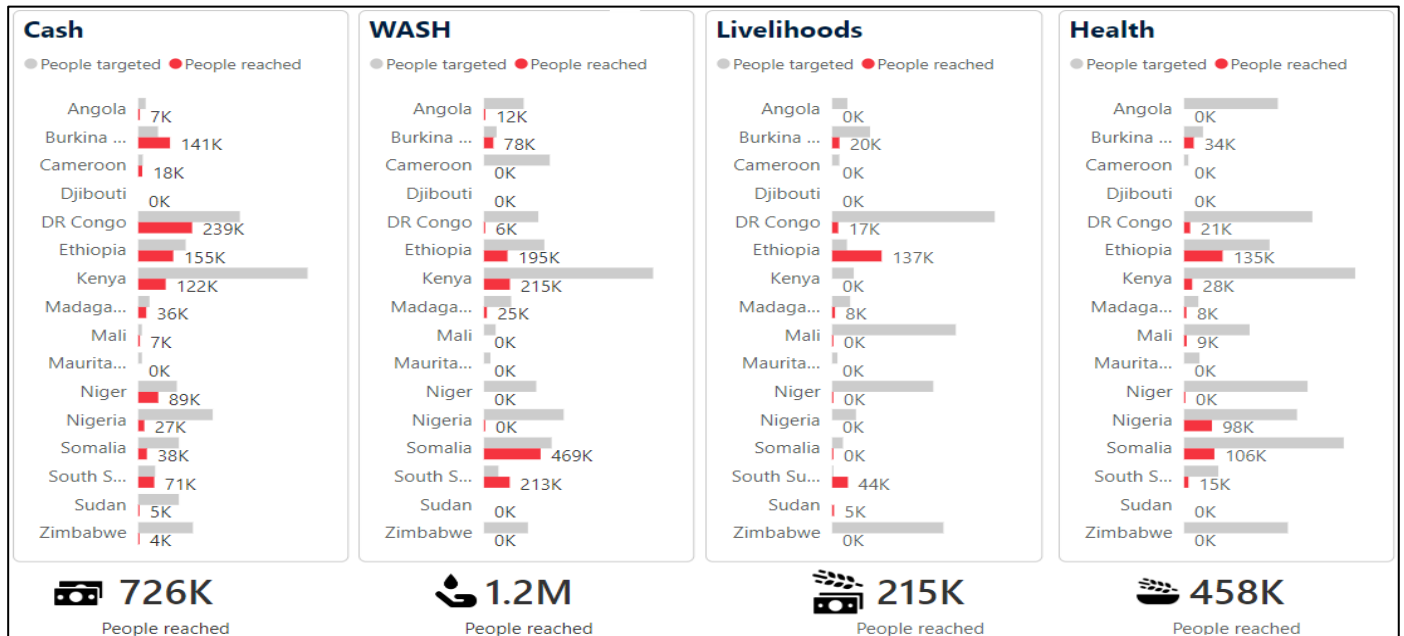 Cash
People targeted People reached
Angola 7K
Burkina ... 141K
Cameroon 18K
Djibouti 0K
DR Congo 239K
Ethiopia 155K
Kenya 122K
Madaga... 36K
Mali 7K
Maurita... 0K
Niger 89K
Nigeria 27K
Somalia 38K
South S... 71K
Sudan 5K
Zimbabwe 4K
726K
People reached
WASH
People targeted People reached
Angola 12K
Burkina ... 78K
Cameroon 0K
Djibouti 0K
DR Congo 6K
Ethiopia 195K
Kenya 215K
Madaga... 25K
Mali 0K
Maurita... 0K
Niger 0K
Nigeria 0K
Somalia 469K
South S... 213K
Sudan 0K
Zimbabwe 0K
1.2M
People reached
Livelihoods
People targeted People reached
Angola 0K
Burkina ... 20K
Cameroon 0K
Djibouti 0K
DR Congo 17K
Ethiopia 137K
Kenya 0K
Madaga... 8K
Mali 0K
Maurita... 0K
Niger 0K
Nigeria 0K
Somalia 0K
South Su... 44K
Sudan 5K
Zimbabwe 0K
215K
People reached
Health
People targeted People reached
Angola 0K
Burkina ... 34K
Cameroon 0K
Djibouti 0K
DR Congo 21K
Ethiopia 135K
Kenya 28K
Madaga... 8K
Mali 9K
Maurita... 0K
Niger 0K
Nigeria 98K
Somalia 106K
South S... 15K
Sudan 0K
Zimbabwe 0K
458K
People reached